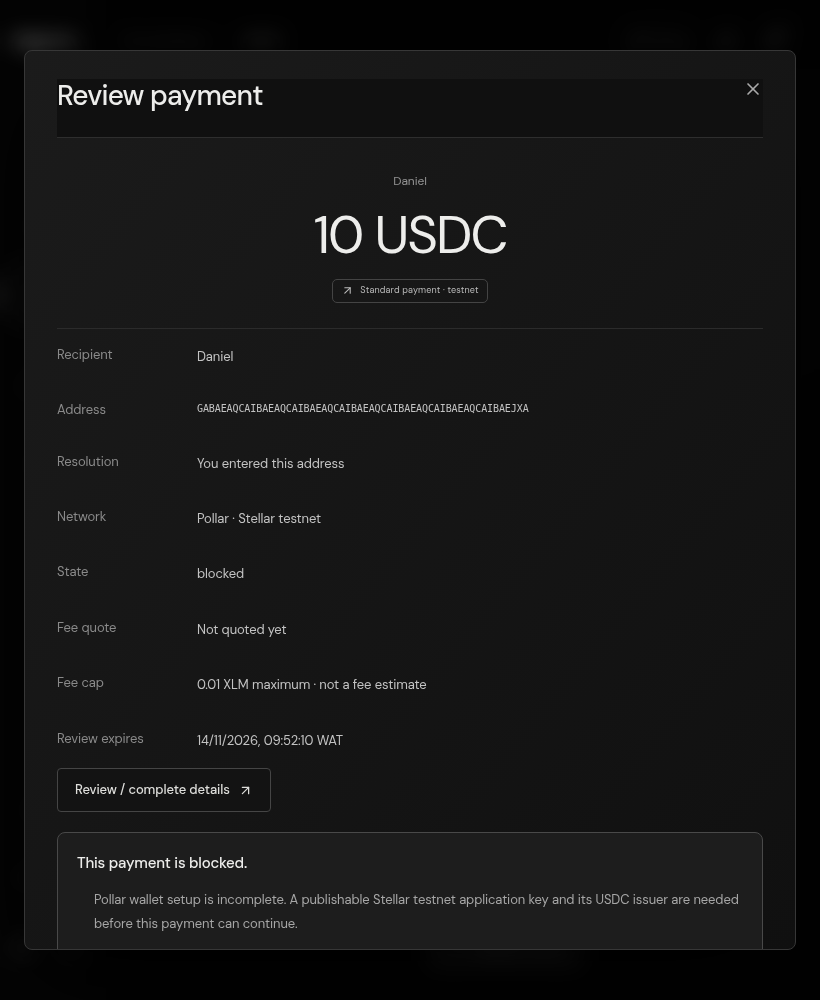 Review payment
Daniel
10 USDC
Standard payment · testnet
Recipient
Daniel
Address
GABAEAQCAIBAEAQCAIBAEAQCAIBAEAQCAIBAEAQCAIBAEAQCAIBAEJXA
Resolution
You entered this address
Network
Pollar · Stellar testnet
State
blocked
Fee quote
Not quoted yet
Fee cap
0.01 XLM maximum · not a fee estimate
Review expires
14/11/2026, 09:52:10 WAT
Review / complete details
This payment is blocked.
Pollar wallet setup is incomplete. A publishable Stellar testnet application key and its USDC issuer are needed
before this payment can continue.